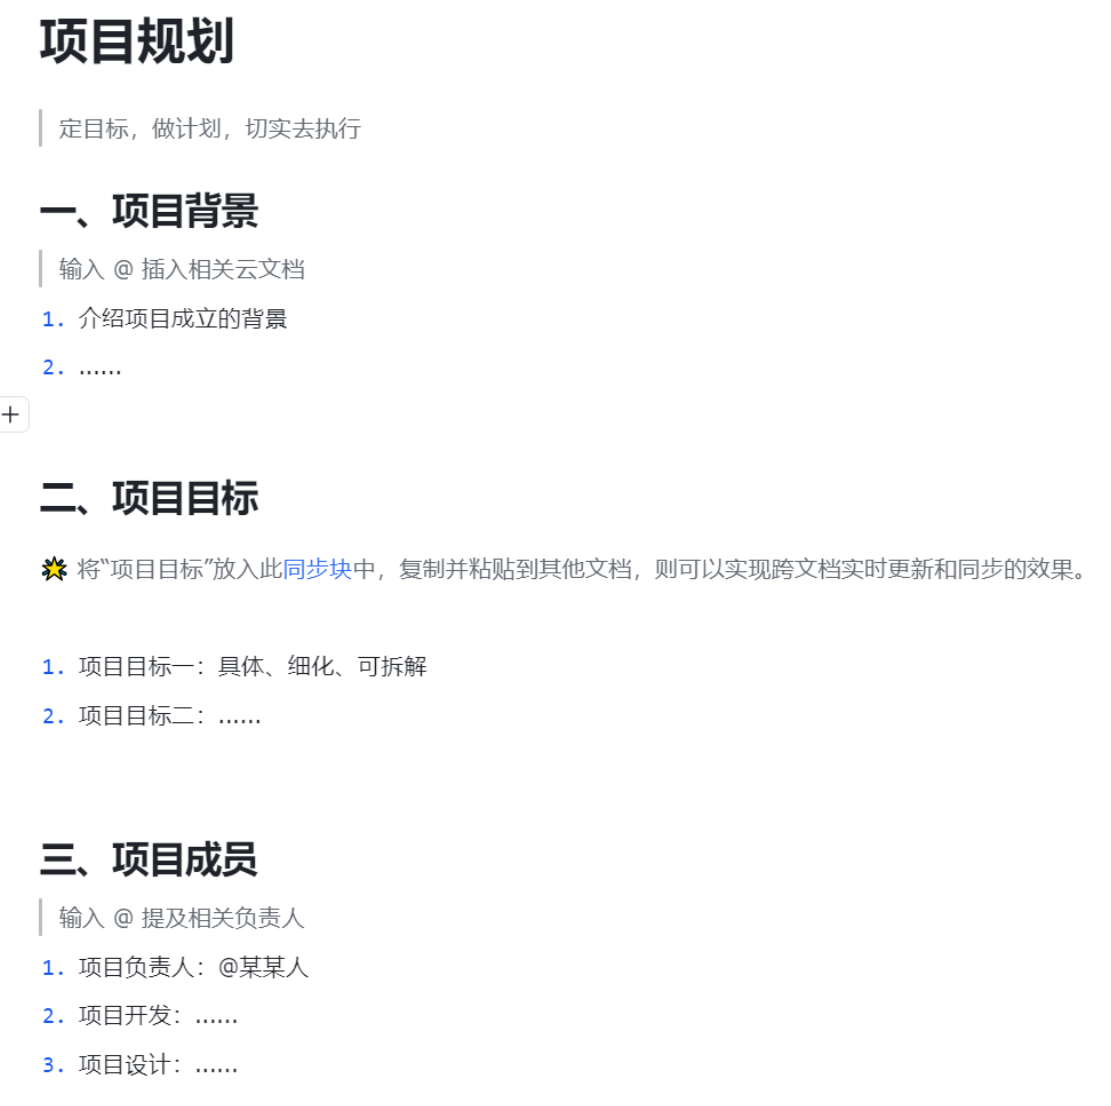 项目规划
定目标，做计划，切实去执行
一、项目背景
输入 @ 插入相关云文档
1. 介绍项目成立的背景
2. ......
二、项目目标
将“项目目标”放入此同步块中，复制并粘贴到其他文档，则可以实现跨文档实时更新和同步的效果。
1. 项目目标一：具体、细化、可拆解
2. 项目目标二：......
三、项目成员
输入 @ 提及相关负责人
1. 项目负责人：@某某人
2. 项目开发：......
3. 项目设计：......